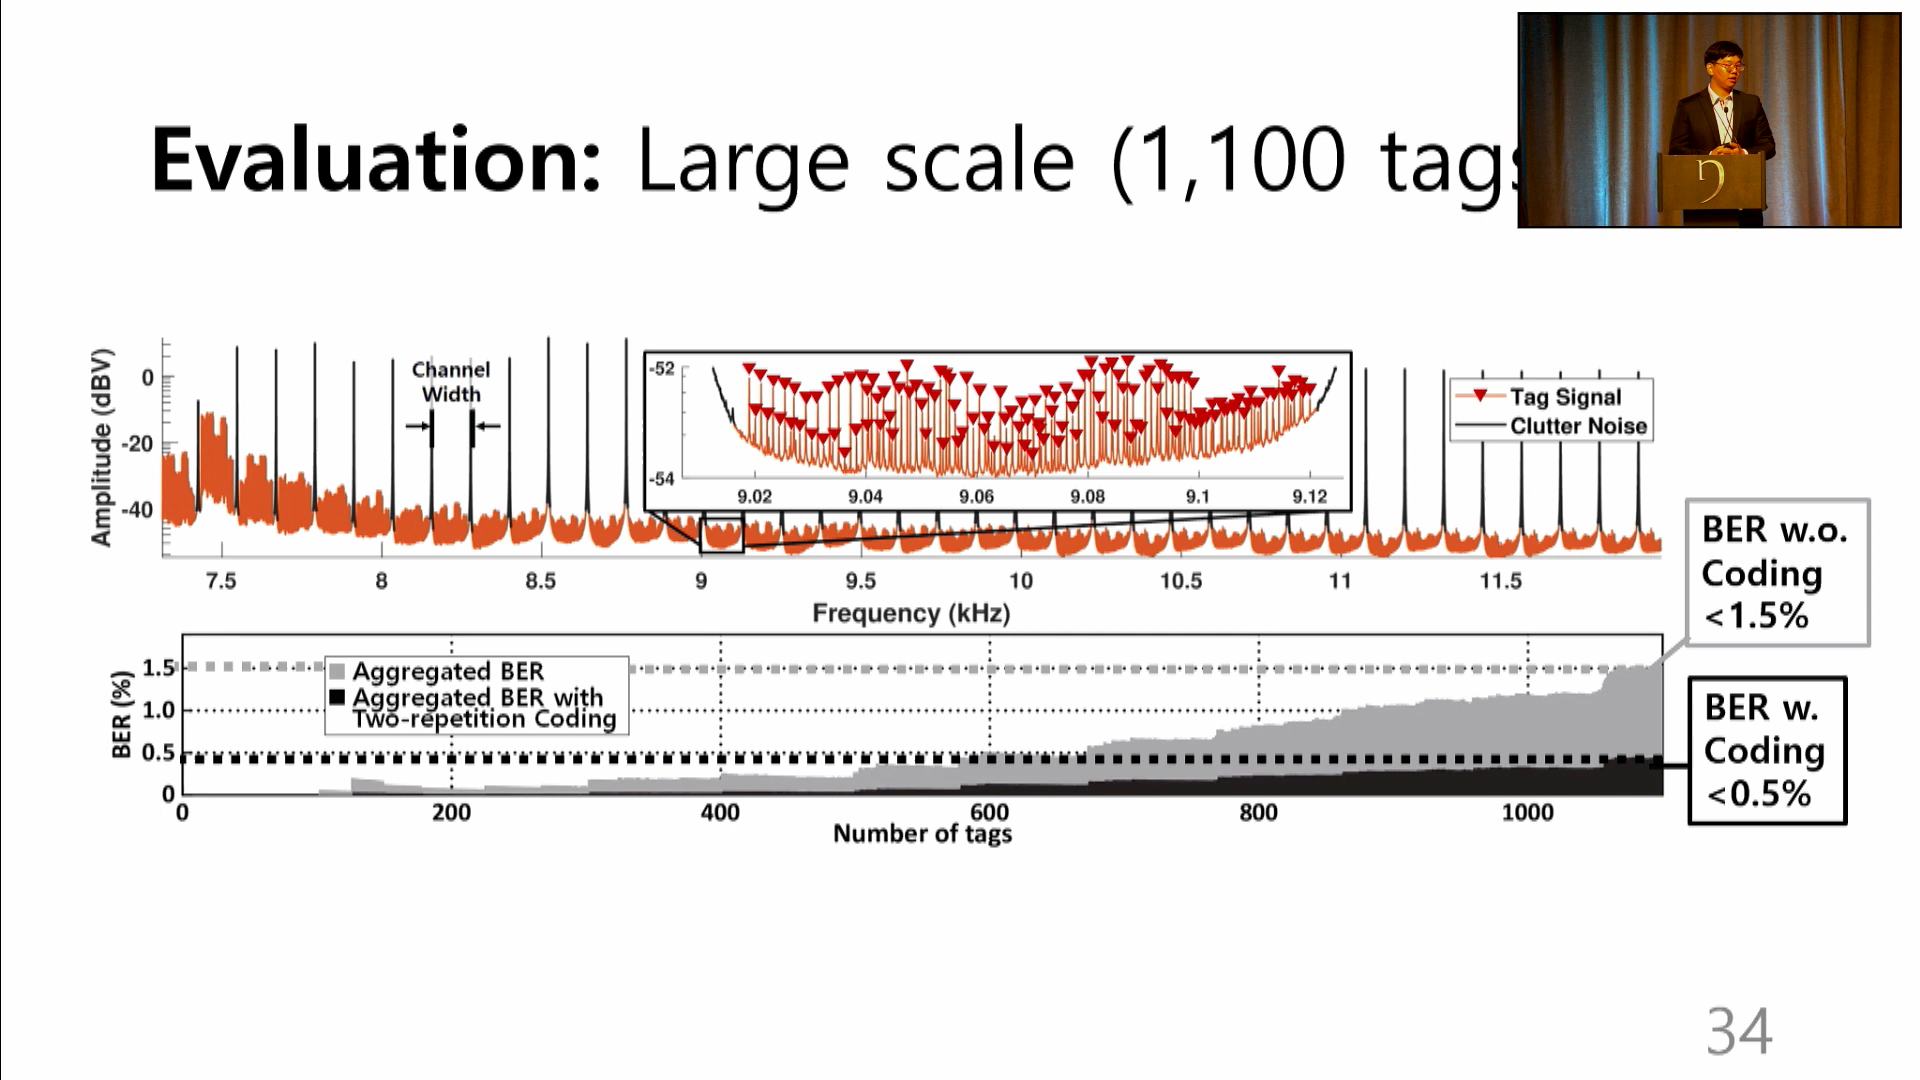 Evaluation: Large scale (1,100 tags
Amplitude (dBV)
0
-20
-40
Channel
Width
-52
-54
9.02 9.04 9.06 9.08 9.1 9.12
Tag Signal
Clutter Noise
7.5 8 8.5 9 9.5 10 10.5 11 11.5
Frequency (kHz)
BER w.o.
Coding
<1.5%
BER (%)
1.5
1.0
0.5
0
Aggregated BER
Aggregated BER with
Two-repetition Coding
0 200 400 600 800 1000
Number of tags
BER w.
Coding
<0.5%
34